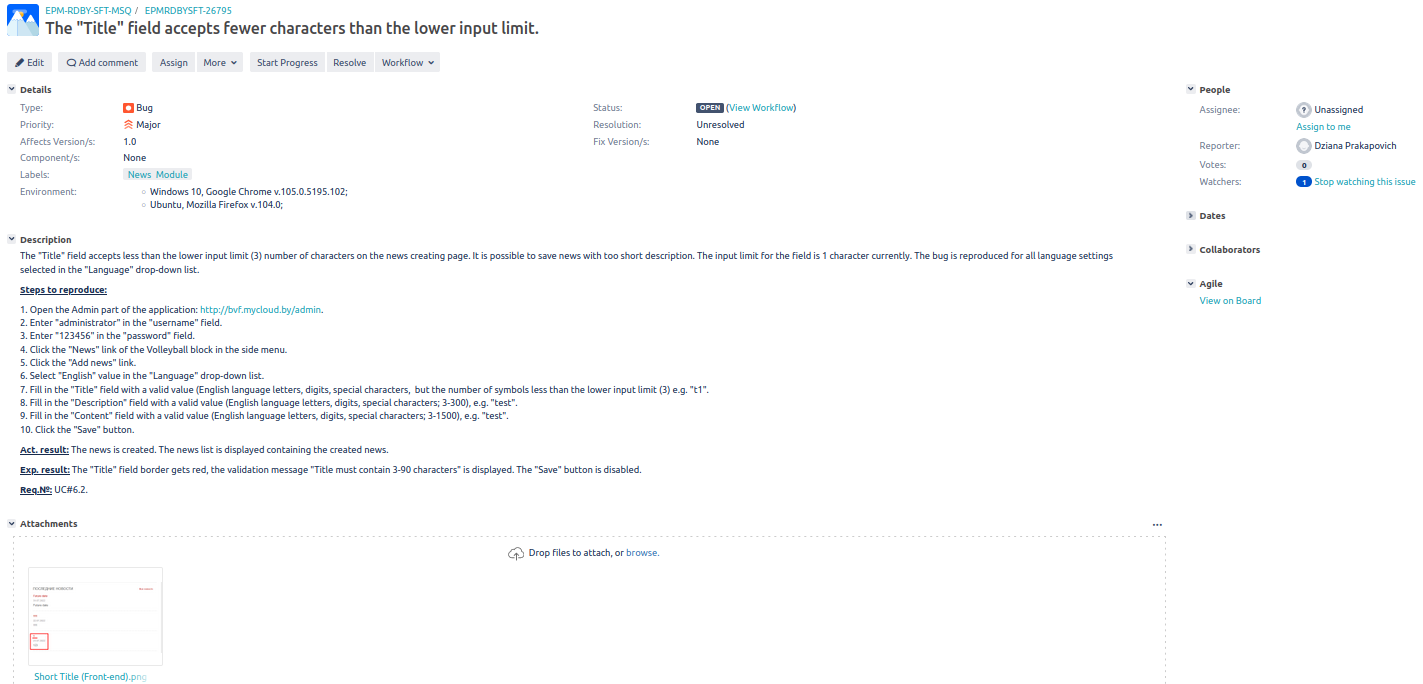 EPM-RDBY-SFT-MSQ / EPMRDBYSFT-26795
The "Title" field accepts fewer characters than the lower input limit.
Edit Add comment Assign More Start Progress Resolve Workflow
Details
Type: Bug
Priority: Major
Affects Version/s: 1.0
Component/s: None
Labels: News Module
Environment: Windows 10, Google Chrome v.105.0.5195.102;
Ubuntu, Mozilla Firefox v.104.0;
Status: OPEN (View Workflow)
Resolution: Unresolved
Fix Version/s: None
People
Assignee: Unassigned
Assign to me
Reporter: Dziana Prakapovich
Votes: 0
Watchers: 1 Stop watching this issue
Dates
Collaborators
Agile
View on Board
Description
The "Title" field accepts less than the lower input limit (3) number of characters on the news creating page. It is possible to save news with too short description. The input limit for the field is 1 character currently. The bug is reproduced for all language settings
selected in the "Language" drop-down list.
Steps to reproduce:
1. Open the Admin part of the application: http://bvf.mycloud.by/admin.
2. Enter "administrator" in the "username" field.
3. Enter "123456" in the "password" field.
4. Click the "News" link of the Volleyball block in the side menu.
5. Click the "Add news" link.
6. Select "English" value in the "Language" drop-down list.
7. Fill in the "Title" field with a valid value (English language letters, digits, special characters, but the number of symbols less than the lower input limit (3) e.g. "t1".
8. Fill in the "Description" field with a valid value (English language letters, digits, special characters; 3-300), e.g. "test".
9. Fill in the "Content" field with a valid value (English language letters, digits, special characters; 3-1500), e.g. "test".
10. Click the "Save" button.
Act. result: The news is created. The news list is displayed containing the created news.
Exp. result: The "Title" field border gets red, the validation message "Title must contain 3-90 characters" is displayed. The "Save" button is disabled.
Req.№: UC#6.2.
Attachments
Drop files to attach, or browse.
ПОСЛЕДНИЕ НОВОСТИ
Short Title (Front-end).png